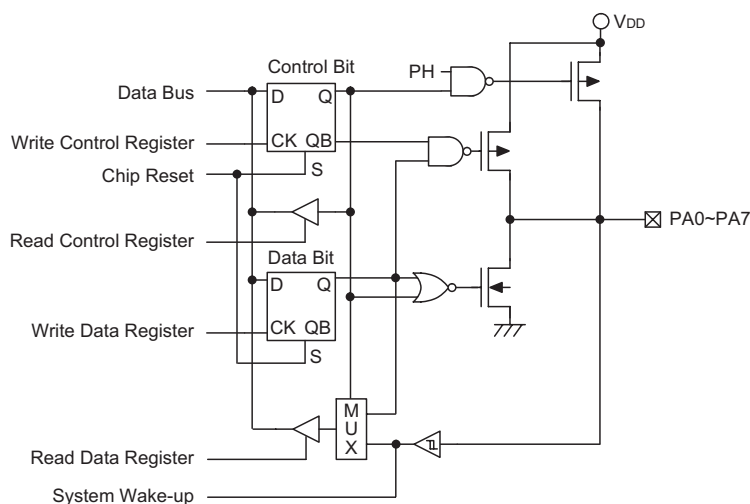 VDD
Control Bit
PH
Data Bus
D Q
Write Control Register
CK QB
Chip Reset
S
PA0~PA7
Read Control Register
Data Bit
D Q
Write Data Register
CK QB
S
M
U
X
Read Data Register
System Wake-up